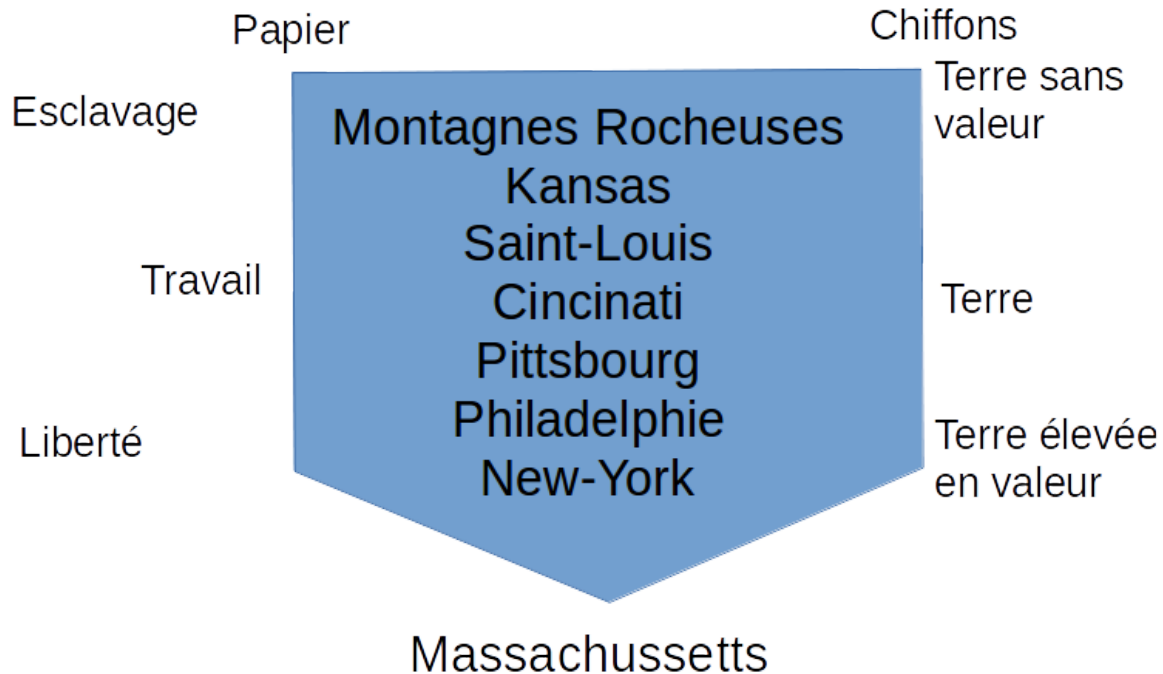 Papier
Chiffons
Esclavage
Terre sans
valeur
Montagnes Rocheuses
Kansas
Saint-Louis
Travail
Cincinati
Terre
Pittsbourg
Philadelphie
Liberté
Terre élevée
en valeur
New-York
Massachussetts